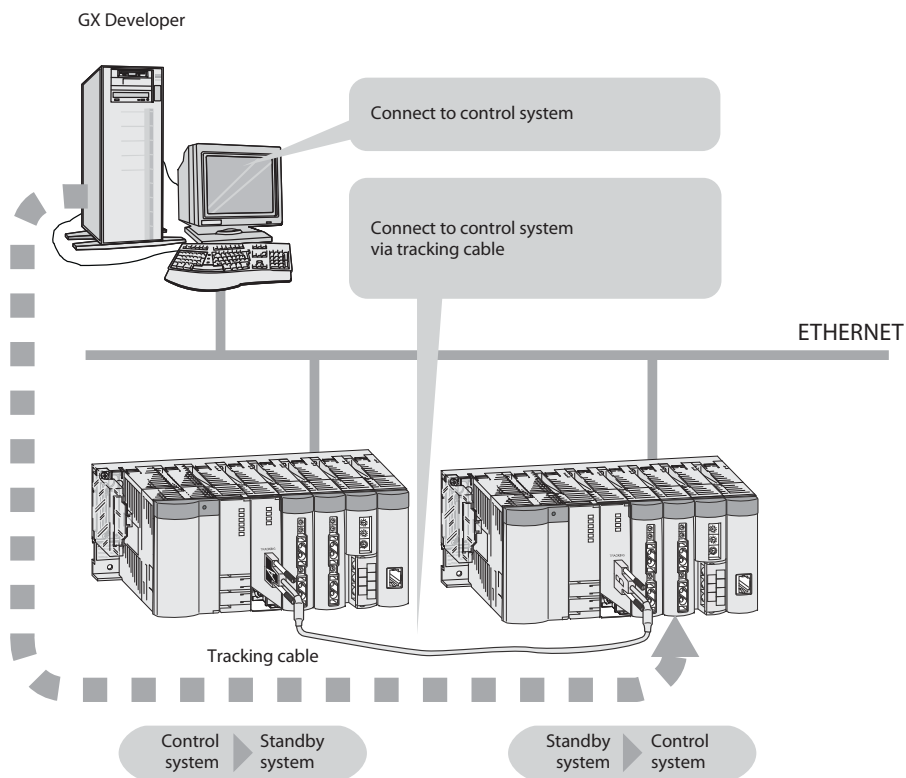 GX Developer
Connect to control system
Connect to control system
via tracking cable
ETHERNET
Tracking cable
Control
system
Standby
system
Standby
system
Control
system